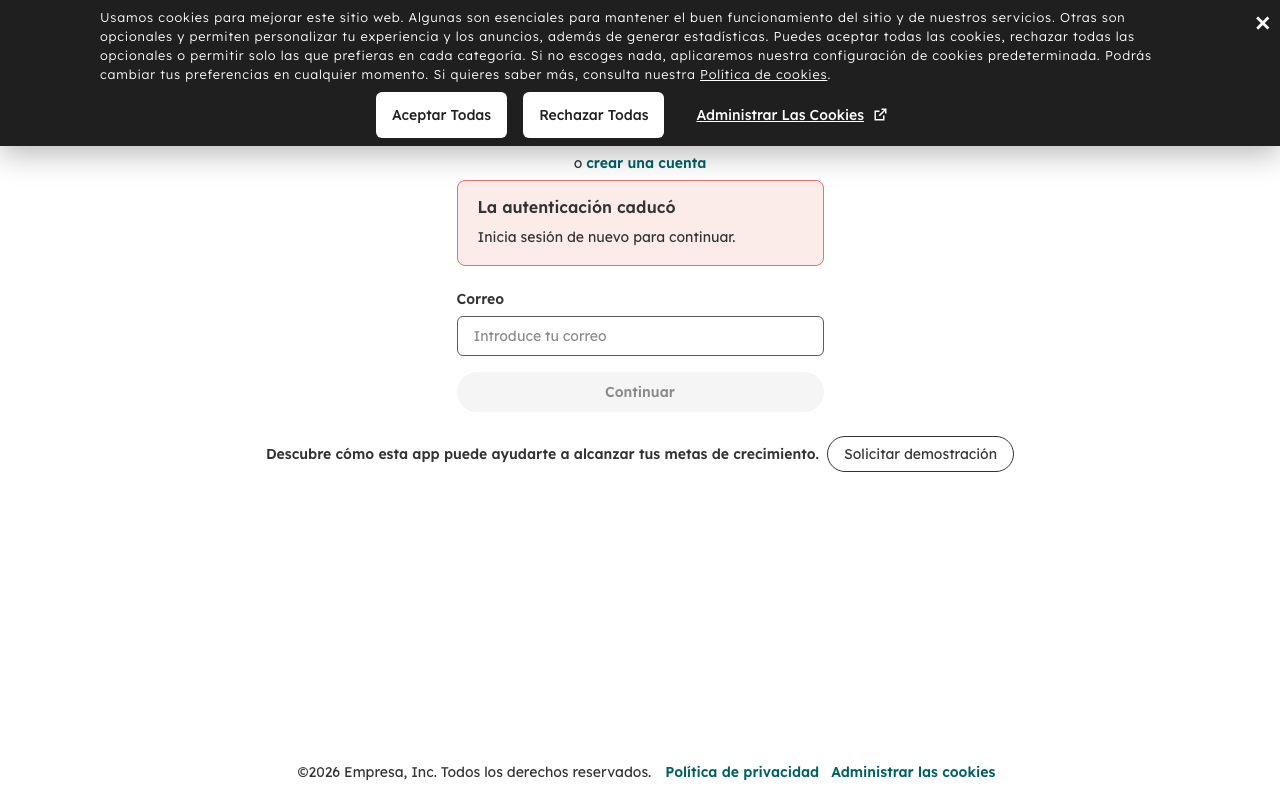 Usamos cookies para mejorar este sitio web. Algunas son esenciales para mantener el buen funcionamiento del sitio y de nuestros servicios. Otras son
opcionales y permiten personalizar tu experiencia y los anuncios, además de generar estadísticas. Puedes aceptar todas las cookies, rechazar todas las
opcionales o permitir solo las que prefieras en cada categoría. Si no escoges nada, aplicaremos nuestra configuración de cookies predeterminada. Podrás
cambiar tus preferencias en cualquier momento. Si quieres saber más, consulta nuestra Política de cookies.
Aceptar Todas Rechazar Todas Administrar Las Cookies
o crear una cuenta
La autenticación caducó
Inicia sesión de nuevo para continuar.
Correo
Introduce tu correo
Continuar
Descubre cómo esta app puede ayudarte a alcanzar tus metas de crecimiento. Solicitar demostración
©2026 Empresa, Inc. Todos los derechos reservados. Política de privacidad Administrar las cookies